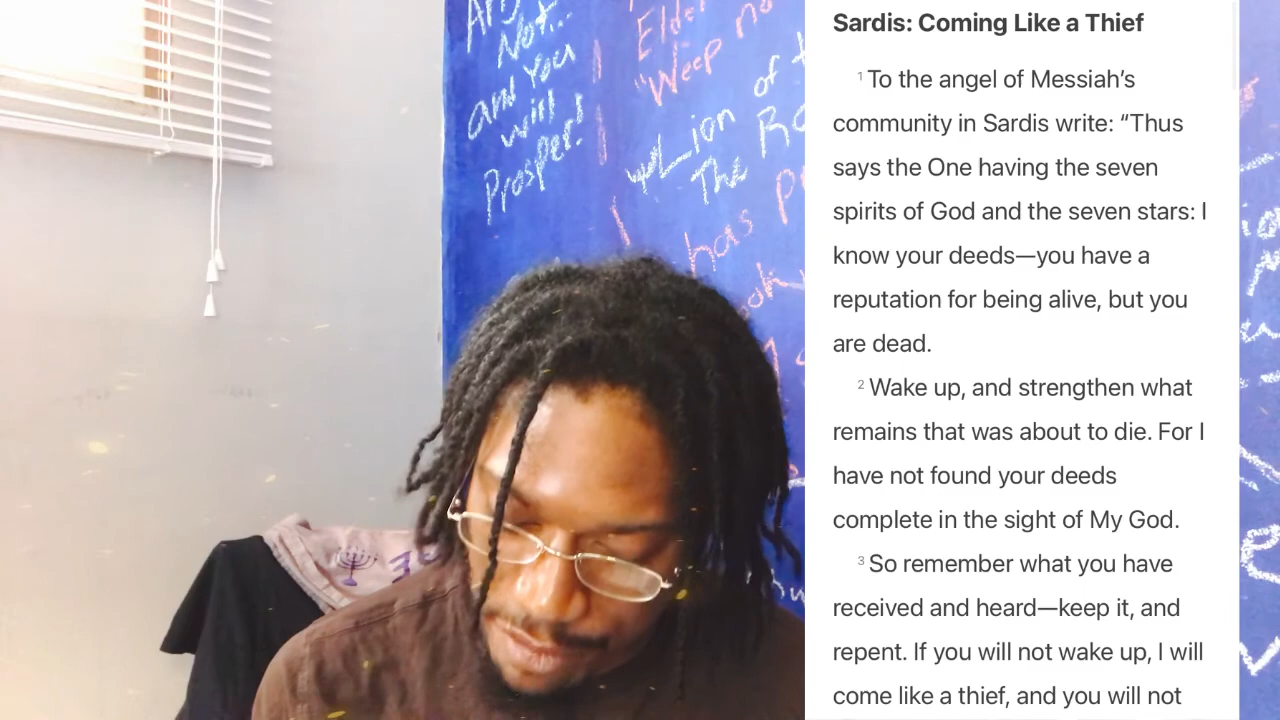 Any
Not...
and You
will
Prosper!
Elder
"Weep no
of t
Lion
The Ro
has p
Sardis: Coming Like a Thief
1 To the angel of Messiah’s
community in Sardis write: “Thus
says the One having the seven
spirits of God and the seven stars: I
know your deeds—you have a
reputation for being alive, but you
are dead.
2 Wake up, and strengthen what
remains that was about to die. For I
have not found your deeds
complete in the sight of My God.
3 So remember what you have
received and heard—keep it, and
repent. If you will not wake up, I will
come like a thief, and you will not